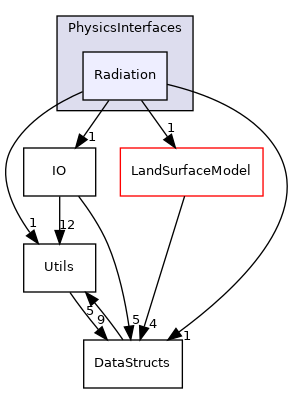 PhysicsInterfaces
Radiation
1
1
IO
LandSurfaceModel
1
12
Utils
5
9
5
4
1
DataStructs